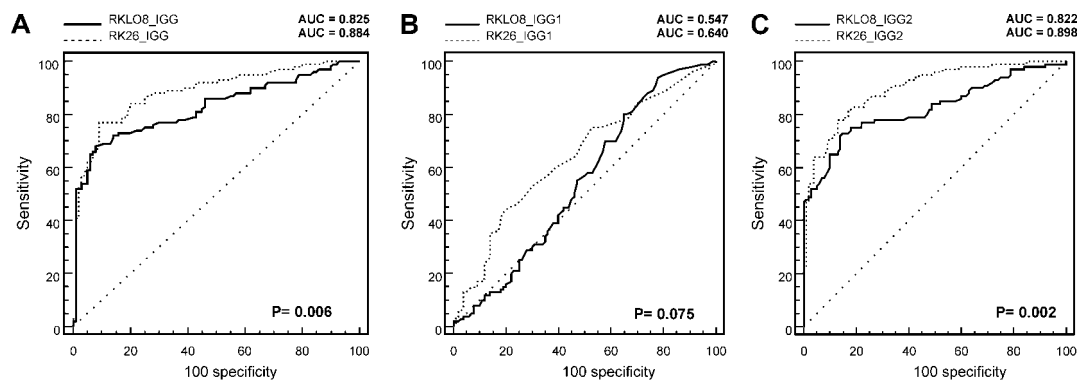 A
RKLO8_IGG AUC = 0.825
RK26_IGG AUC = 0.884
100
80
60
40
20
0
Sensitivity
P= 0.006
0 20 40 60 80 100
100 specificity
B
RKLO8_IGG1 AUC = 0.547
RK26_IGG1 AUC = 0.640
100
80
60
40
20
0
Sensitivity
P= 0.075
0 20 40 60 80 100
100 specificity
C
RKLO8_IGG2 AUC = 0.822
RK26_IGG2 AUC = 0.898
100
80
60
40
20
0
Sensitivity
P= 0.002
0 20 40 60 80 100
100 specificity